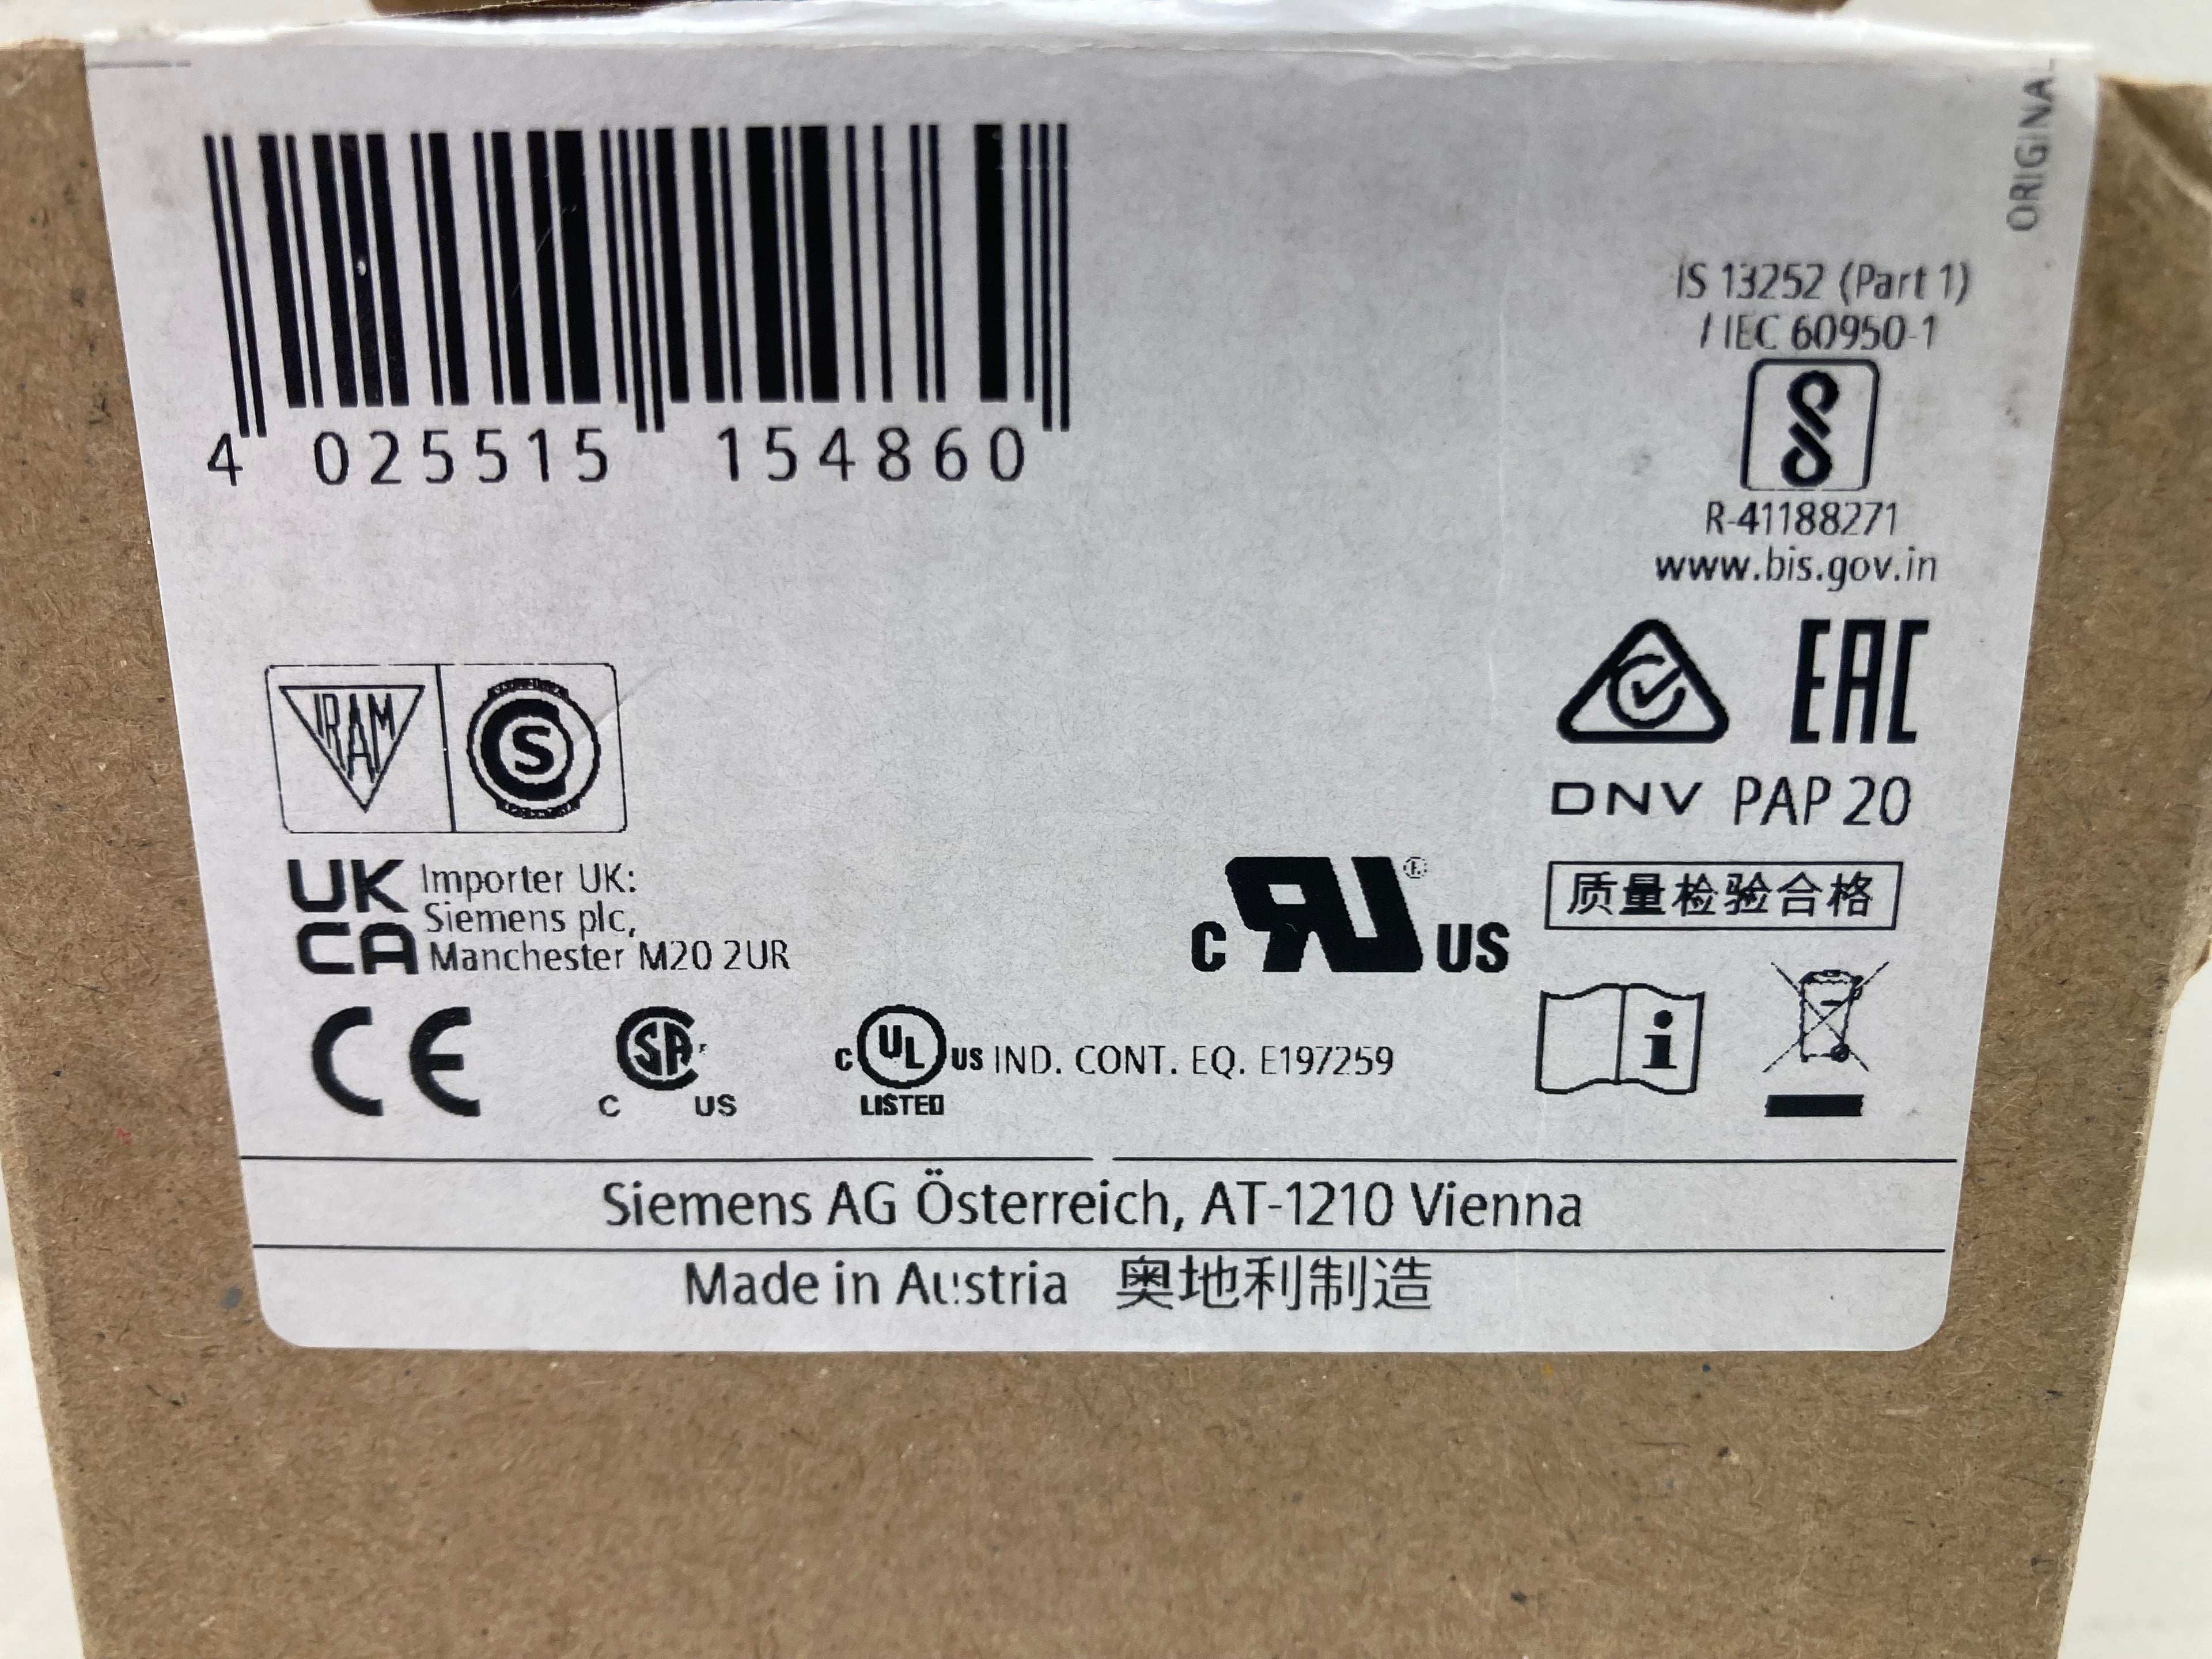 ORIGINAL
4 025515 154860
IS 13252 (Part 1)
/ IEC 60950-1
R-41188271
www.bis.gov.in
IRAM S
EAC
DNV PAP 20
UK
CA
Importer UK:
Siemens plc,
Manchester M20 2UR
C RU ® US
质量检验合格
CE
SA
C US
C UL US IND. CONT. EQ. E197259
LISTED
i
Siemens AG Österreich, AT-1210 Vienna
Made in Austria 奥地利制造